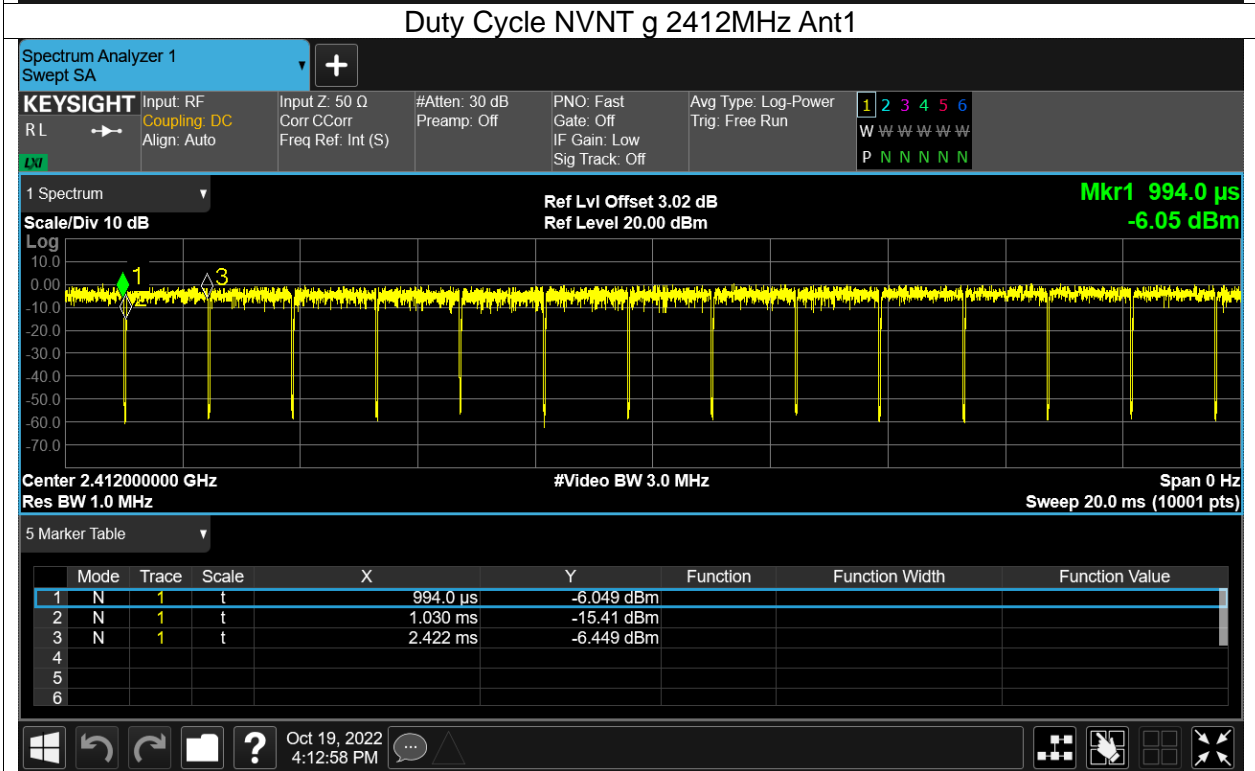 Duty Cycle NVNT g 2412MHz Ant1
Spectrum Analyzer 1
Swept SA
+
KEYSIGHT
RL
LXI
Input: RF
Coupling: DC
Align: Auto
Input Z: 50 Ω
Corr CCorr
Freq Ref: Int (S)
#Atten: 30 dB
Preamp: Off
PNO: Fast
Gate: Off
IF Gain: Low
Sig Track: Off
Avg Type: Log-Power
Trig: Free Run
1 2 3 4 5 6
W W W W W W
P N N N N N
1 Spectrum
Scale/Div 10 dB
Ref Lvl Offset 3.02 dB
Ref Level 20.00 dBm
Mkr1 994.0 µs
-6.05 dBm
Log
10.0
0.00
-10.0
-20.0
-30.0
-40.0
-50.0
-60.0
-70.0
1
2
3
Center 2.412000000 GHz
#Video BW 3.0 MHz
Span 0 Hz
Res BW 1.0 MHz
Sweep 20.0 ms (10001 pts)
5 Marker Table
Mode Trace Scale X Y Function Function Width Function Value
1 N 1 t 994.0 µs -6.049 dBm
2 N 1 t 1.030 ms -15.41 dBm
3 N 1 t 2.422 ms -6.449 dBm
4
5
6
?
Oct 19, 2022
4:12:58 PM